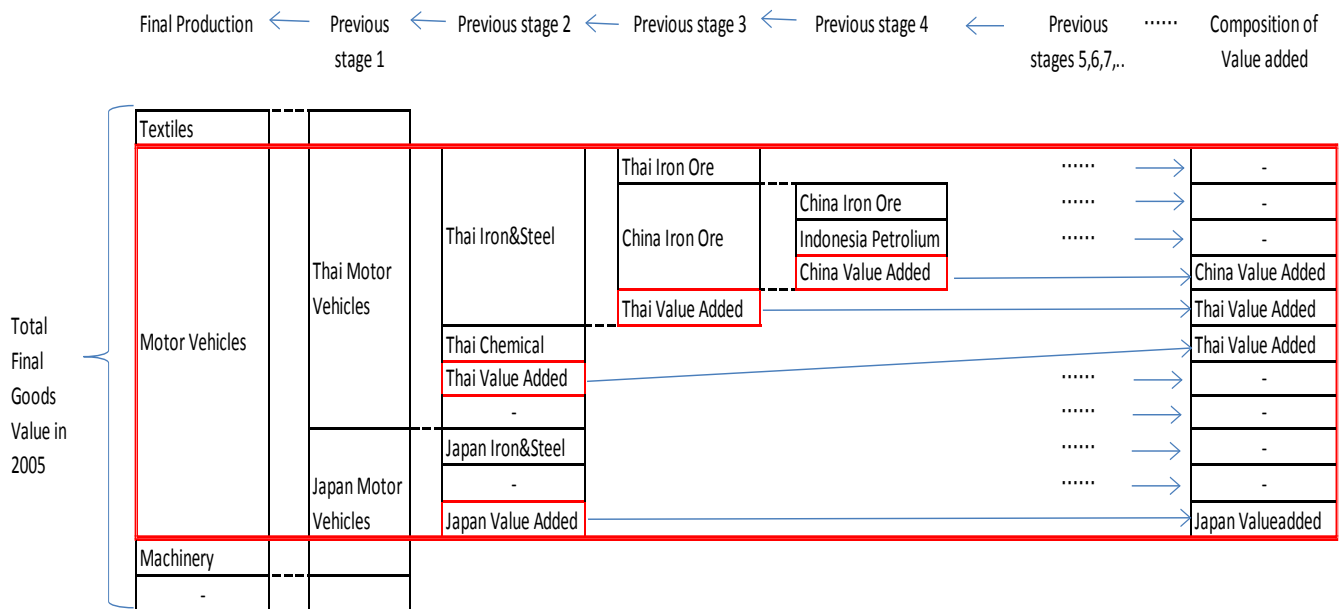 Final Production
Previous
stage 1
Previous stage 2
Previous stage 3
Previous stage 4
Previous
stages 5,6,7,..
......
Composition of
Value added
Total
Final
Goods
Value in
2005
Textiles
Motor Vehicles
Machinery
-
Thai Motor
Vehicles
Japan Motor
Vehicles
Thai Iron&Steel
Thai Chemical
Thai Value Added
-
Japan Iron&Steel
-
Japan Value Added
Thai Iron Ore
China Iron Ore
Thai Value Added
China Iron Ore
Indonesia Petrolium
China Value Added
......
......
......
......
......
......
......
-
-
-
China Value Added
Thai Value Added
Thai Value Added
-
-
-
-
Japan Valueadded